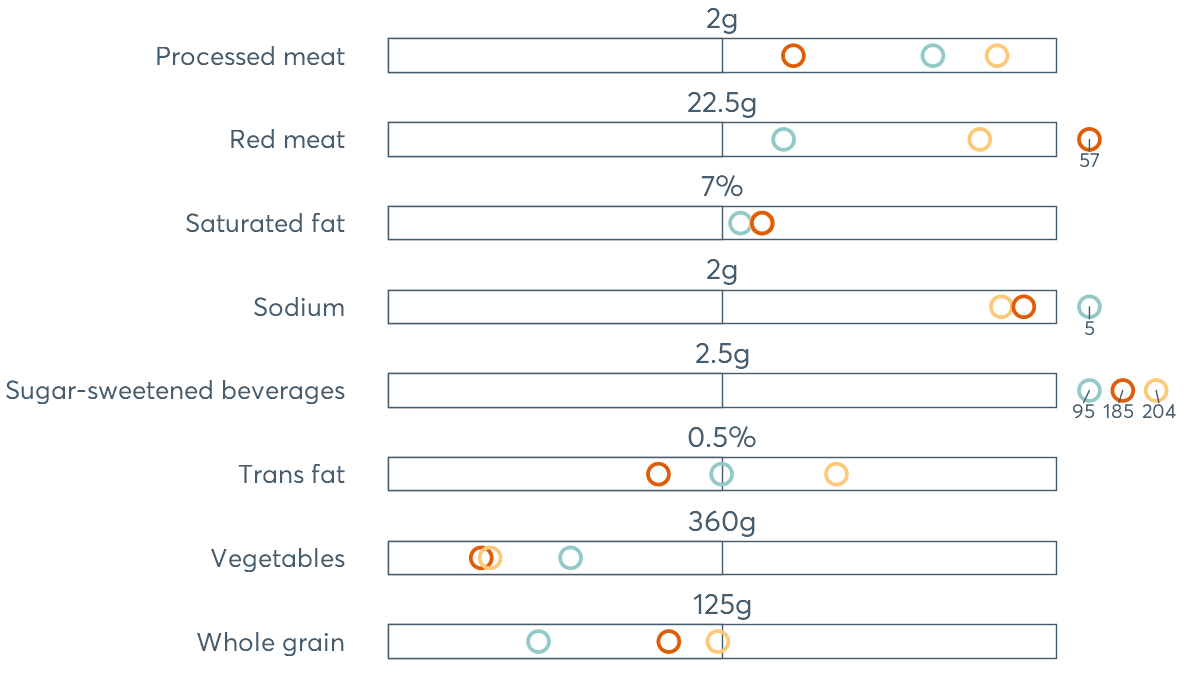 2g
Processed meat
22.5g
Red meat
57
7%
Saturated fat
2g
Sodium
5
2.5g
Sugar-sweetened beverages
95 185 204
0.5%
Trans fat
360g
Vegetables
125g
Whole grain